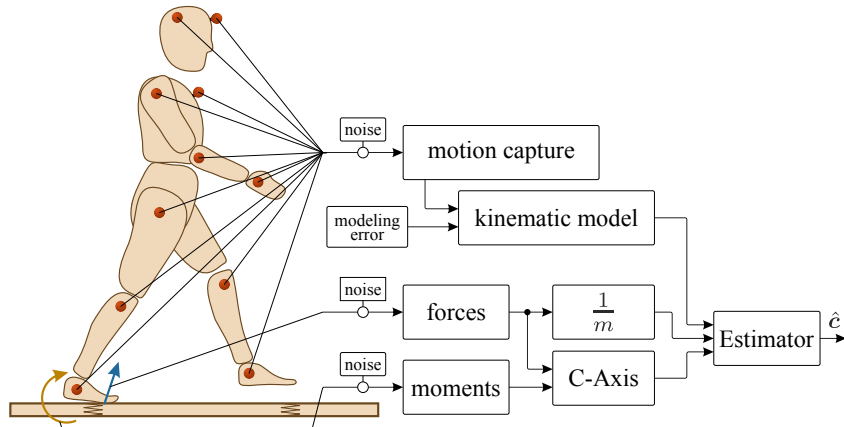 noise
motion capture
kinematic model
modeling
error
noise
forces
1
m
Estimator
ĉ
noise
moments
C-Axis